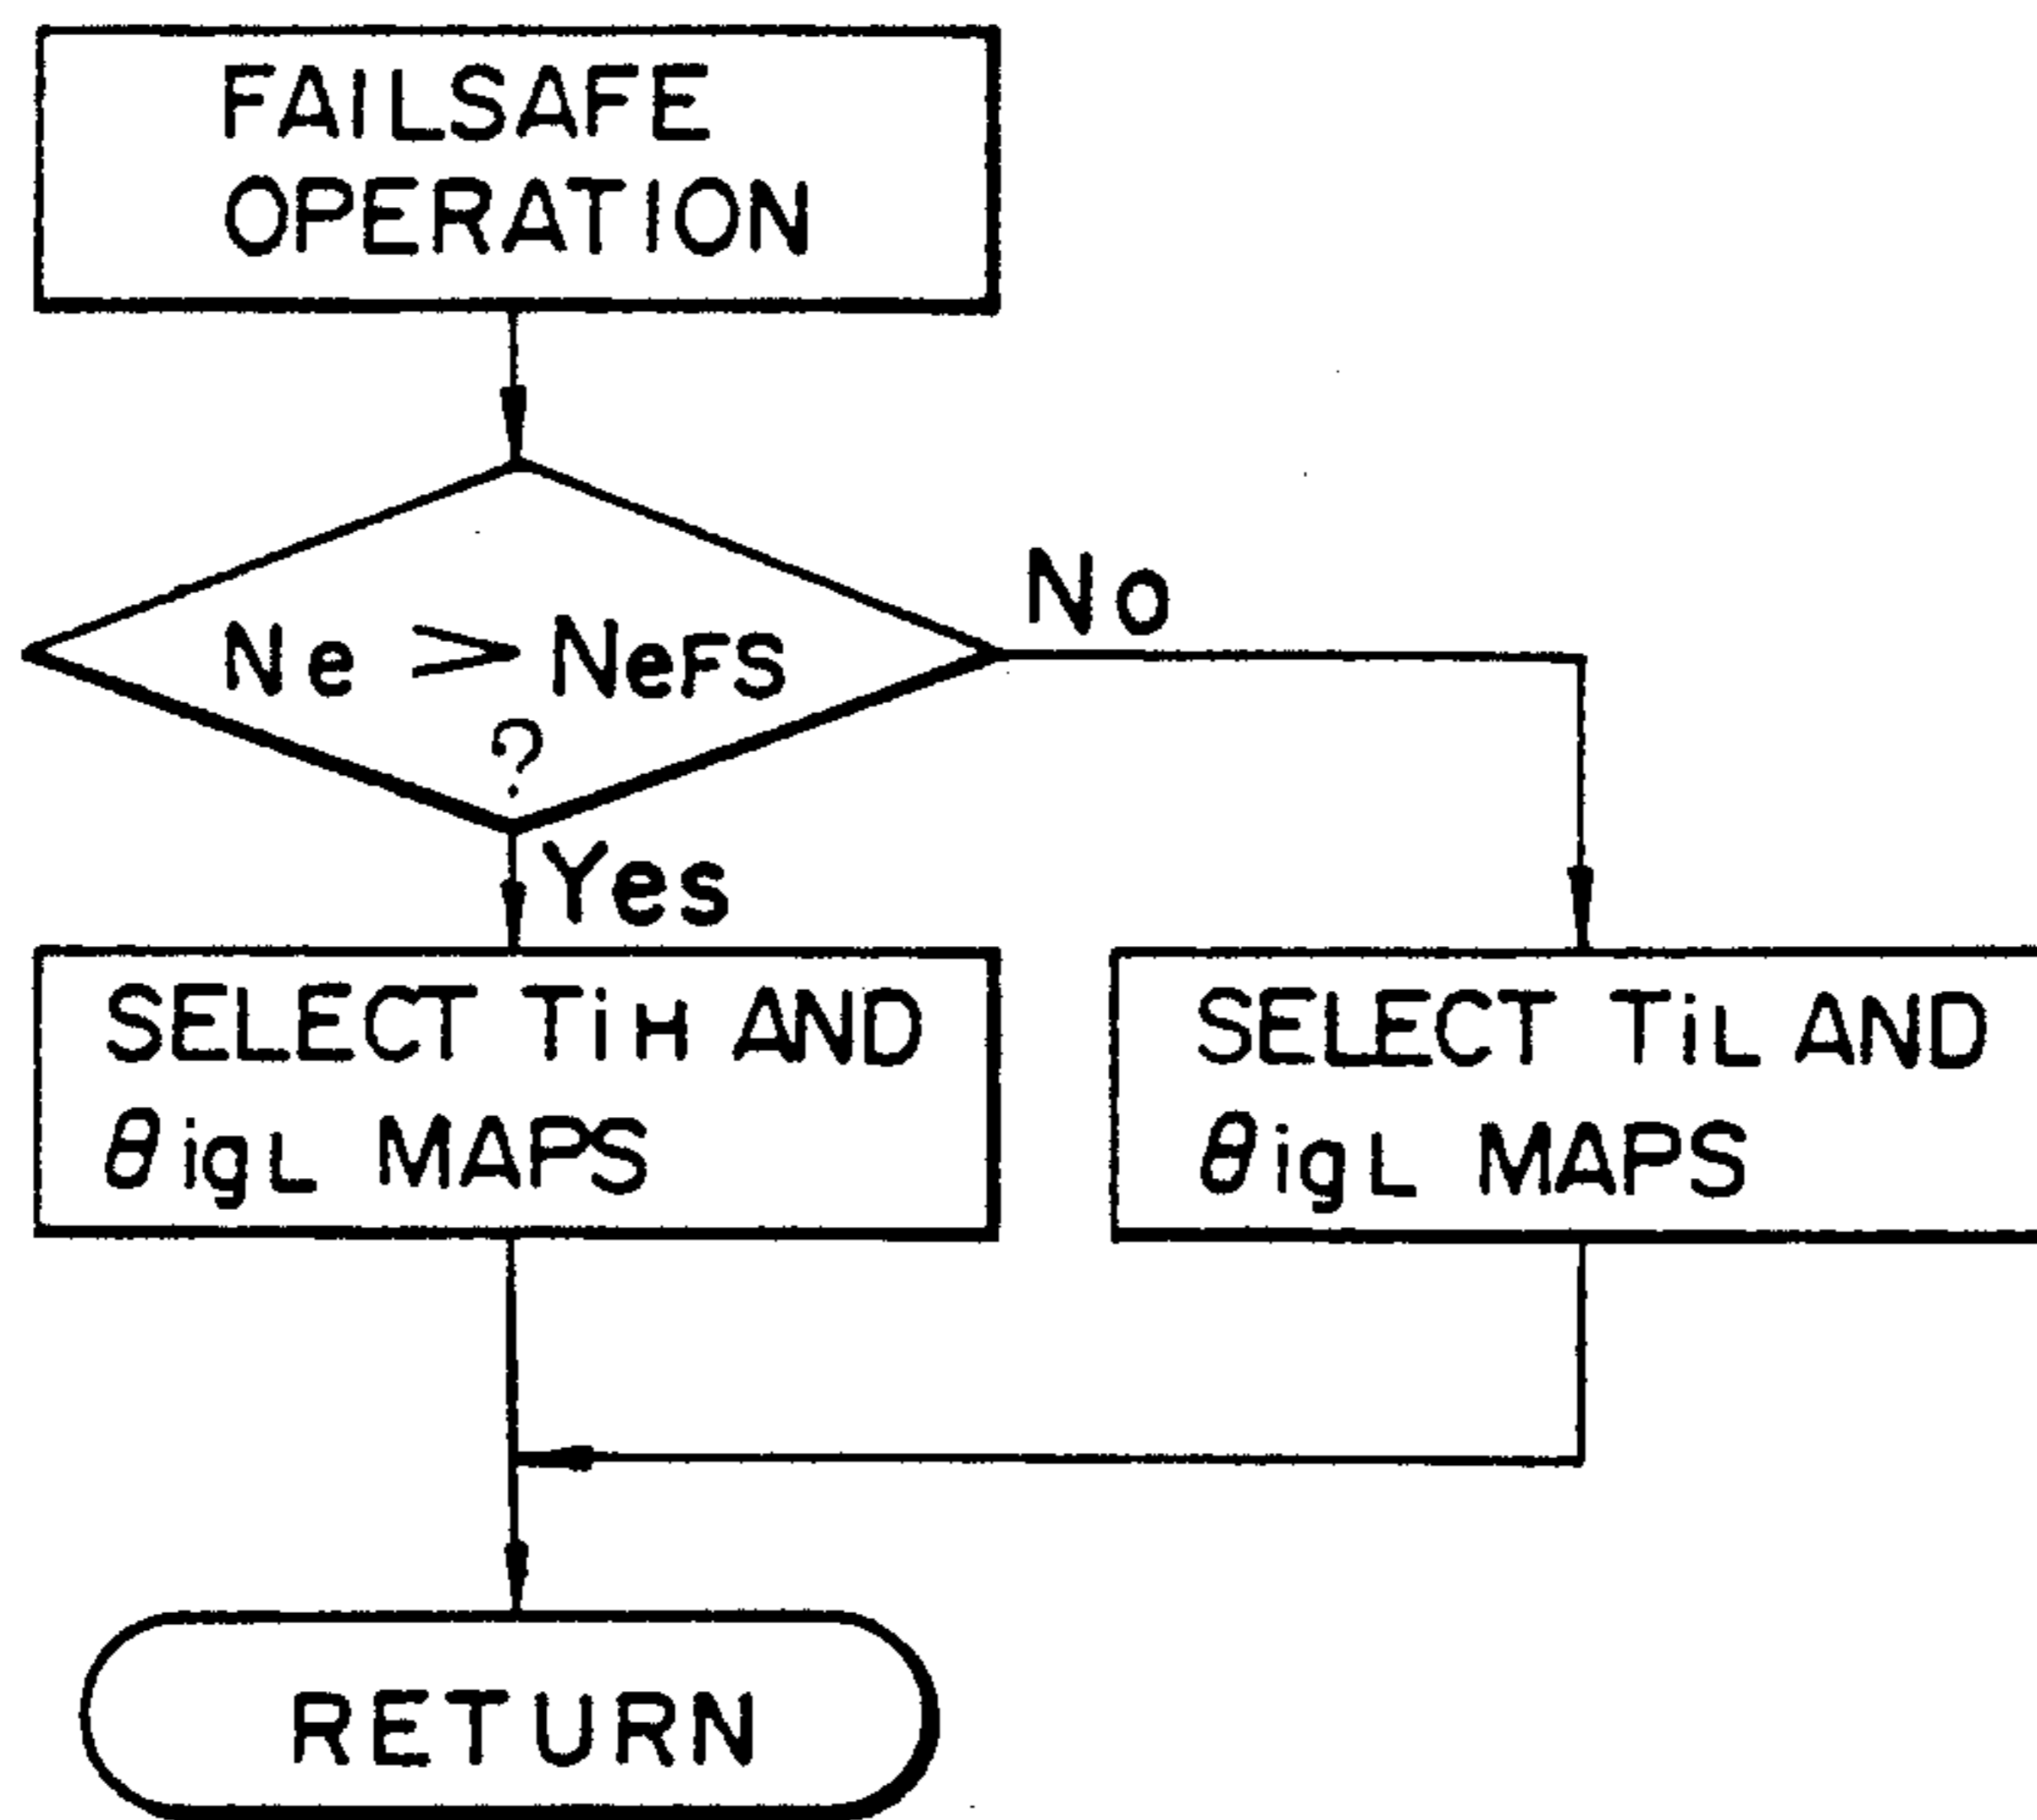 FAILSAFE
OPERATION
Ne > NeFS
?
No
Yes
SELECT TiH AND
θigL MAPS
SELECT TiL AND
θigL MAPS
RETURN